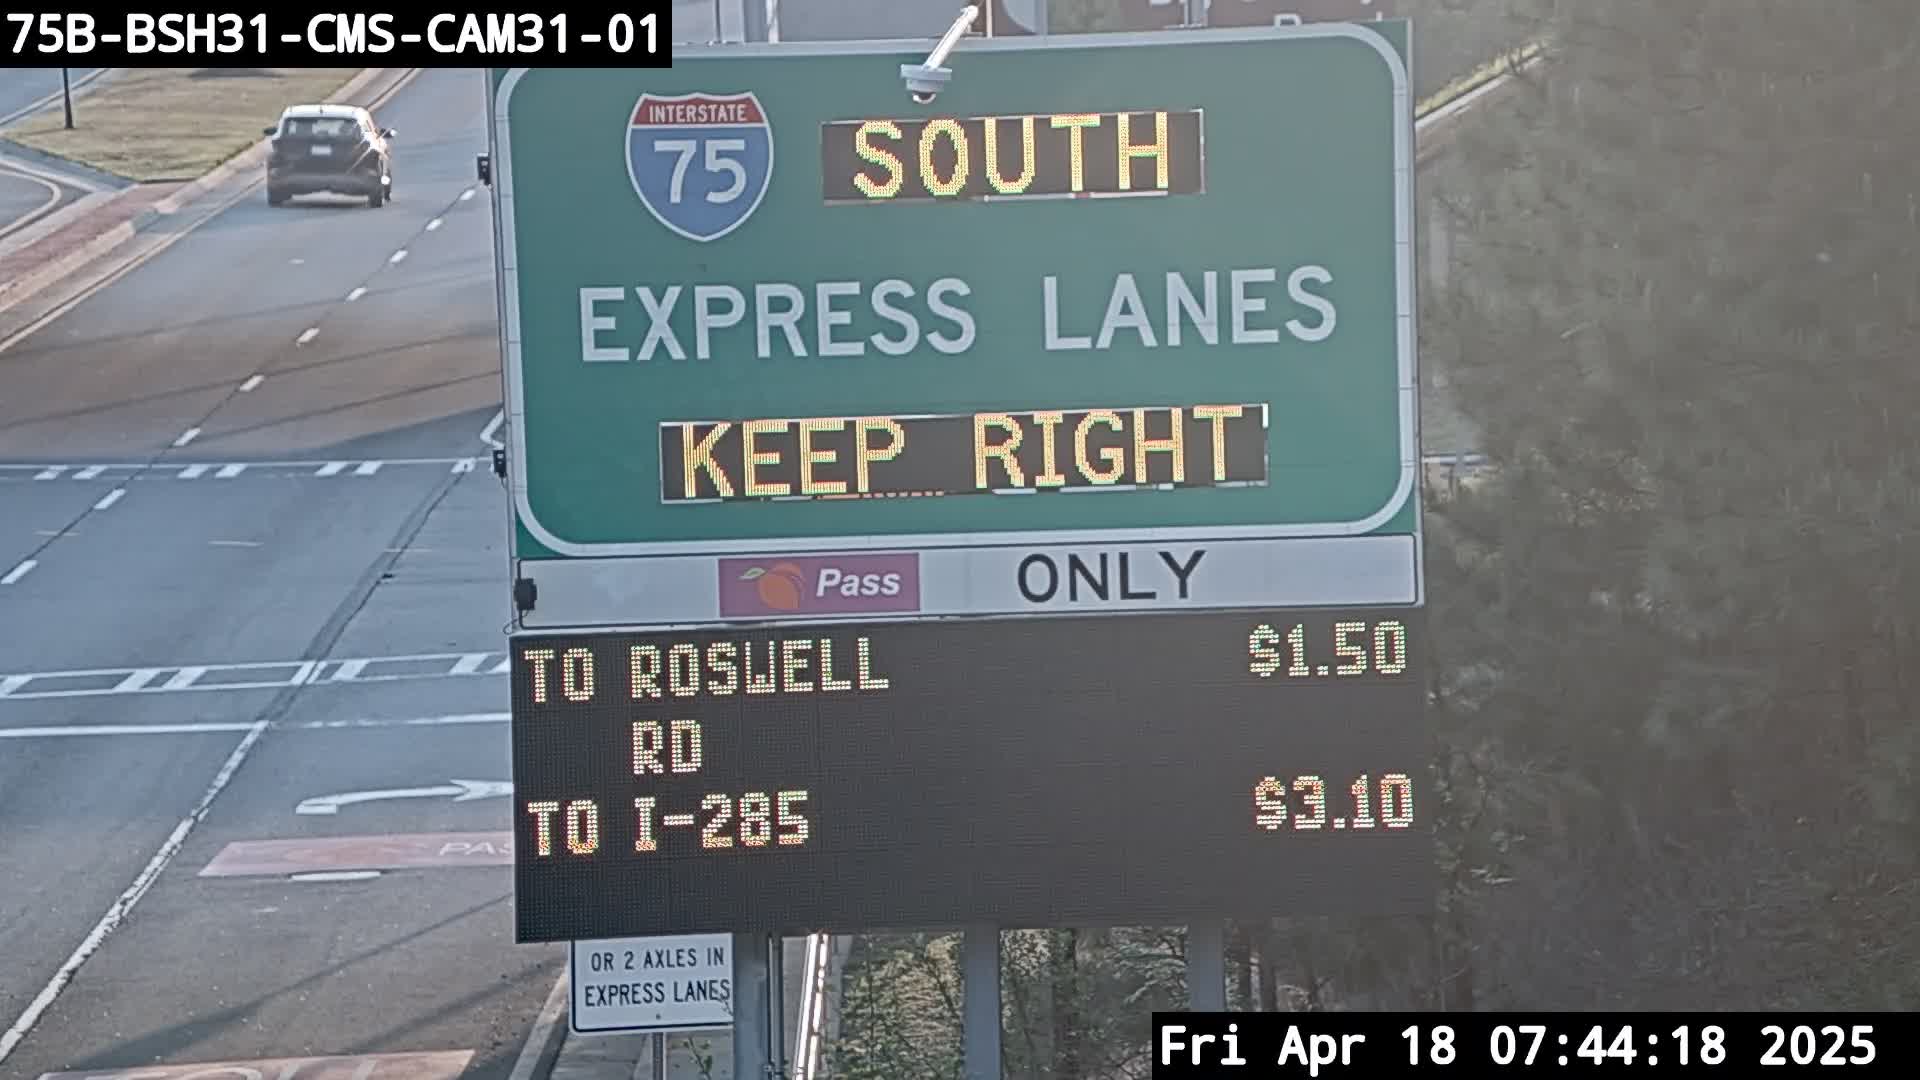 75B-BSH31-CMS-CAM31-01
INTERSTATE
75
SOUTH
EXPRESS LANES
KEEP RIGHT
Pass
ONLY
TO ROSWELL $1.50
RD
TO I-285 $3.10
OR 2 AXLES IN
EXPRESS LANES
Fri Apr 18 07:44:18 2025